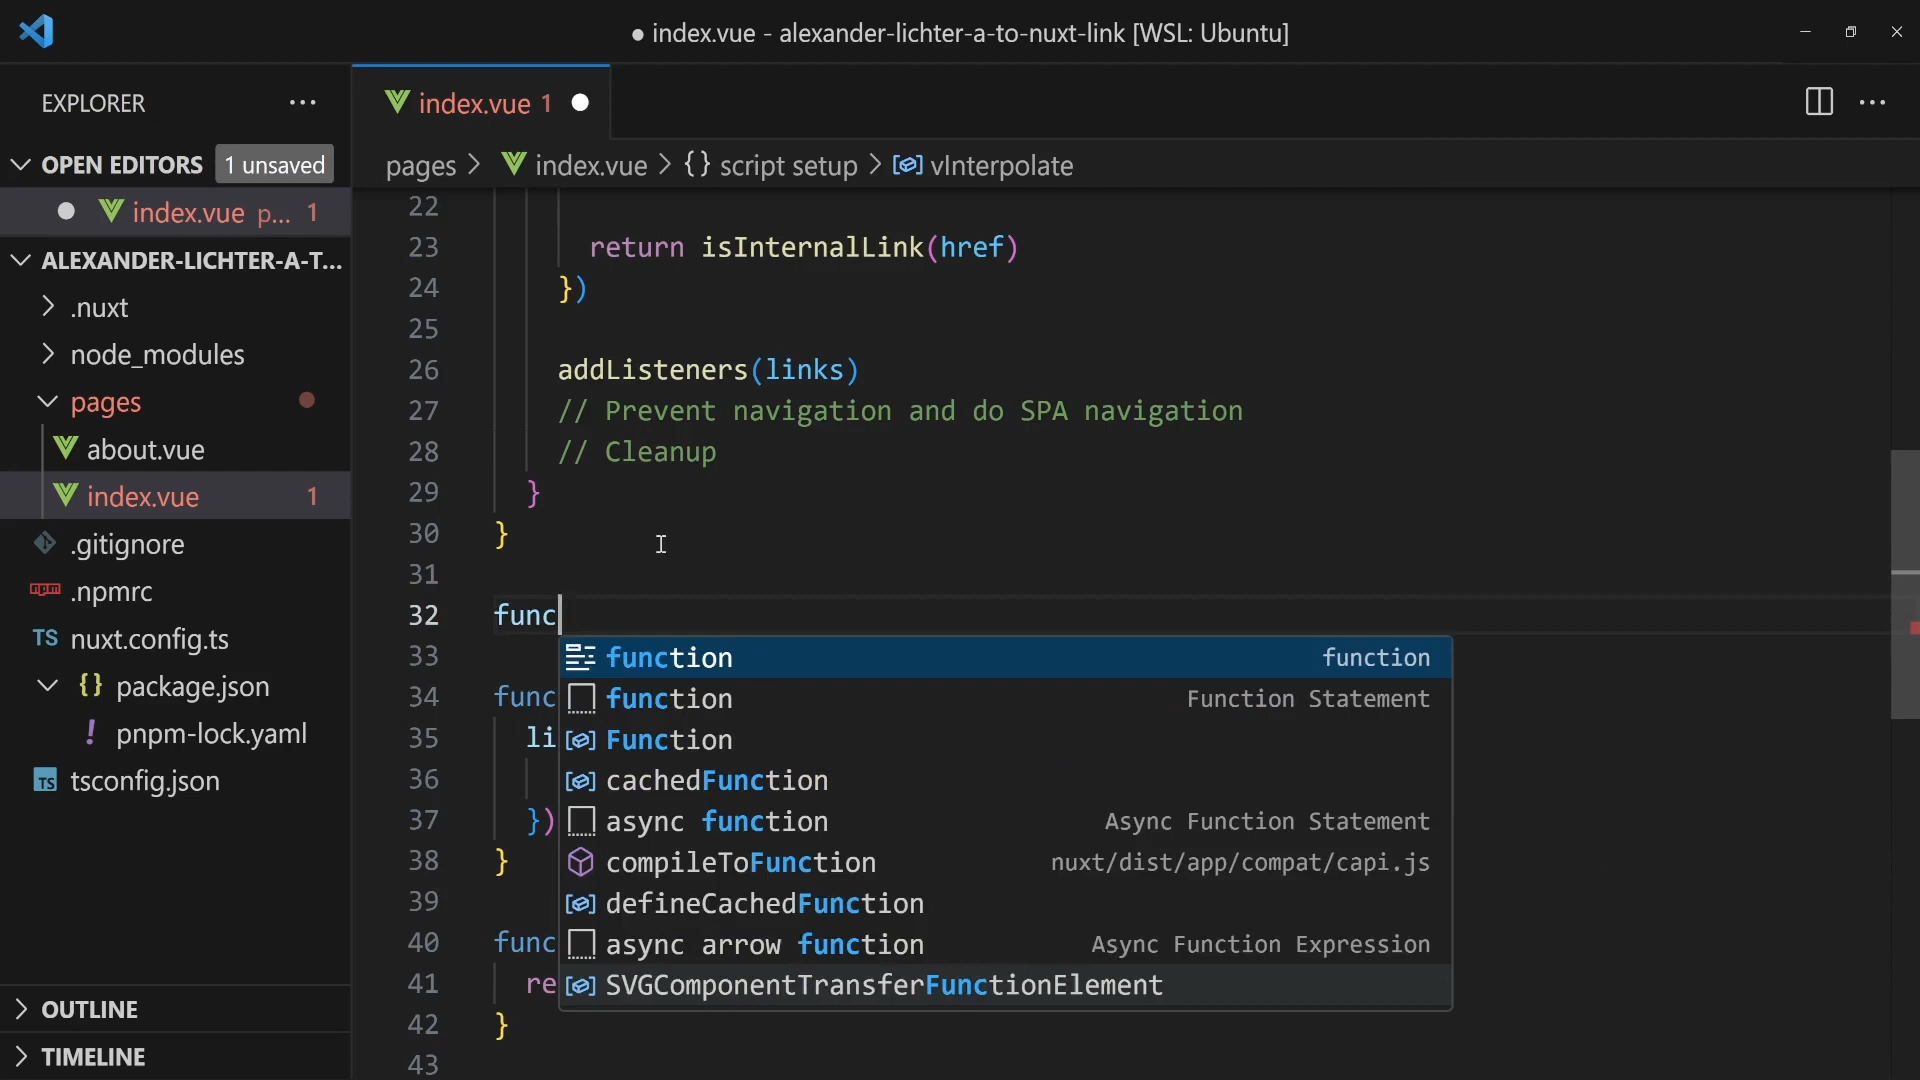 index.vue - alexander-lichter-a-to-nuxt-link [WSL: Ubuntu]
EXPLORER
index.vue 1
OPEN EDITORS 1 unsaved
index.vue p... 1
pages > index.vue > {} script setup > vInterpolate
ALEXANDER-LICHTER-A-T...
.nuxt
node_modules
pages
about.vue
index.vue 1
.gitignore
npm .npmrc
TS nuxt.config.ts
{} package.json
! pnpm-lock.yaml
TS tsconfig.json
OUTLINE
TIMELINE
22
23 return isInternalLink(href)
24 })
25
26 addListeners(links)
27 // Prevent navigation and do SPA navigation
28 // Cleanup
29 }
30 }
31
32 func
33
34 func
35 li
36
37 })
38 }
39
40 func
41 re
42 }
43
function function
function Function Statement
Function
cachedFunction
async function Async Function Statement
compileToFunction nuxt/dist/app/compat/capi.js
defineCachedFunction
async arrow function Async Function Expression
SVGComponentTransferFunctionElement